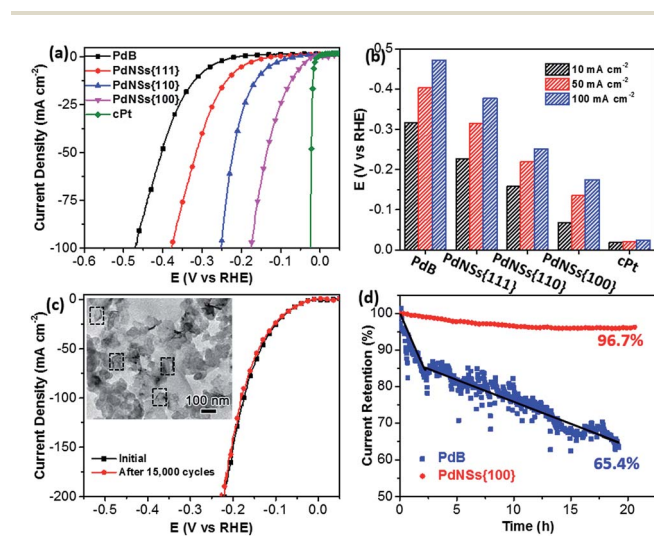 (a)
PdB
PdNSs{111}
PdNSs{110}
PdNSs{100}
cPt
Current Density (mA cm⁻²)
0
-25
-50
-75
-100
-0.6 -0.5 -0.4 -0.3 -0.2 -0.1 0.0
E (V vs RHE)
(b)
10 mA cm⁻²
50 mA cm⁻²
100 mA cm⁻²
E (V vs RHE)
-0.5
-0.4
-0.3
-0.2
-0.1
0.0
PdB PdNSs{111} PdNSs{110} PdNSs{100} cPt
(c)
100 nm
Initial
After 15,000 cycles
Current Density (mA cm⁻²)
0
-50
-100
-150
-200
-0.5 -0.4 -0.3 -0.2 -0.1 0.0
E (V vs RHE)
(d)
96.7%
65.4%
PdB
PdNSs{100}
Current Retention (%)
100
90
80
70
60
50
0 5 10 15 20
Time (h)